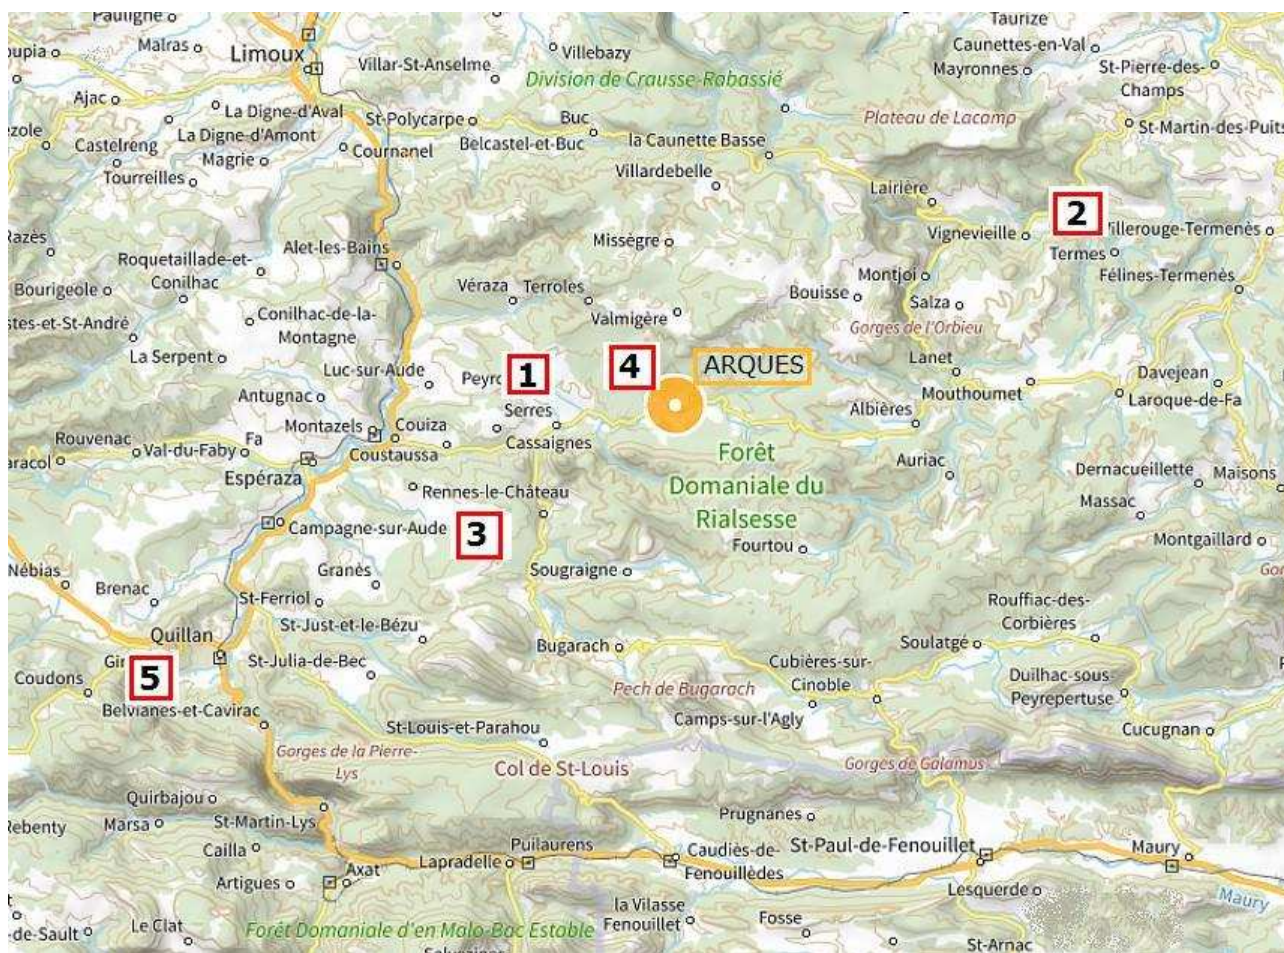 Pauligne
Taurize
Limoux
Malras
Villebazy
Caunettes-en-Val
oupia
Villar-St-Anselme
Mayronnes
St-Pierre-des-
Champs
Division de Crausse-Rabassié
Ajac
La Digne-d'Aval
St-Polycarpe
Buc
Plateau de Lacamp
St-Martin-des-Puits
ezole
La Digne-d'Amont
Castelreng
Magrie
Cournanel
Belcastel-et-Buc
la Caunette Basse
Tourreilles
Villardebelle
Lairière
2
Razès
Alet-les-Bains
Missègre
Vignevieille
Villerouge-Termenès
Roquetaillade-et-
Conilhac
Termes
Bourigeole
Véraza
Terroles
Bouisse
Montjoi
Félines-Termenès
Salza
stes-et-St-André
Conilhac-de-la-
Montagne
Valmigère
Gorges de l'Orbieu
La Serpent
Luc-sur-Aude
Peyro
1
4
ARQUES
Lanet
Davejean
Antugnac
Serres
Mouthoumet
Laroque-de-Fa
Albières
Rouvenac
Fa
Montazels
Couiza
Cassaignes
Val-du-Faby
Coustaussa
aracol
Forêt
Domaniale du
Rialsesse
Auriac
Dernacueillette
Maisons
Espéraza
Rennes-le-Château
Massac
Campagne-sur-Aude
3
Fourtou
Montgaillard
Nébias
Granès
Sougraigne
Gor
Brenac
St-Ferriol
Rouffiac-des-
Corbières
Quillan
St-Just-et-le-Bézu
Bugarach
Soulatgé
Gi
5
St-Julia-de-Bec
Cubières-sur-
Cinoble
Duilhac-sous-
Peyrepertuse
Coudons
Pech de Bugarach
Belvianes-et-Cavirac
St-Louis-et-Parahou
Camps-sur-l'Agly
Cucugnan
Gorges de la Pierre-
Lys
Col de St-Louis
Gorges de Galamus
Quirbajou
Rebenty
Marsa
St-Martin-Lys
Prugnanes
Cailla
Puilaurens
St-Paul-de-Fenouillet
Maury
Axat
Lapradelle
Caudiès-de-
Fenouillèdes
Artigues
Lesquerde
Maury
la Vilasse
Fenouillet
Fosse
-de-Sault
Le Clat
Forêt Domaniale d'en Malo-Bac Estable
St-Arnac